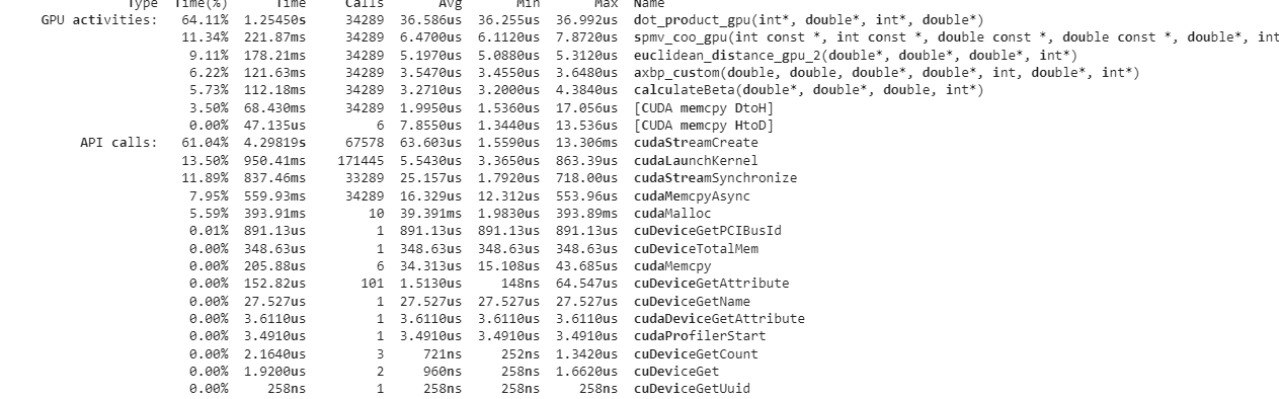 Type Time(%) Time Calls Avg Min Max Name
GPU activities: 64.11% 1.25450s 34289 36.586us 36.255us 36.992us dot_product_gpu(int*, double*, int*, double*)
11.34% 221.87ms 34289 6.4700us 6.1120us 7.8720us spmv_coo_gpu(int const *, int const *, double const *, double const *, double*, int
9.11% 178.21ms 34289 5.1970us 5.0880us 5.3120us euclidean_distance_gpu_2(double*, double*, double*, int*)
6.22% 121.63ms 34289 3.5470us 3.4550us 3.6480us axbp_custom(double, double, double*, double*, int, double*, int*)
5.73% 112.18ms 34289 3.2710us 3.2000us 4.3840us calculateBeta(double*, double*, double, int*)
3.50% 68.430ms 34289 1.9950us 1.5360us 17.056us [CUDA memcpy DtoH]
0.00% 47.135us 6 7.8550us 1.3440us 13.536us [CUDA memcpy HtoD]
API calls: 61.04% 4.29819s 67578 63.603us 1.5590us 13.306ms cudaStreamCreate
13.50% 950.41ms 171445 5.5430us 3.3650us 863.39us cudaLaunchKernel
11.89% 837.46ms 33289 25.157us 1.7920us 718.00us cudaStreamSynchronize
7.95% 559.93ms 34289 16.329us 12.312us 553.96us cudaMemcpyAsync
5.59% 393.91ms 10 39.391ms 1.9830us 393.89ms cudaMalloc
0.01% 891.13us 1 891.13us 891.13us 891.13us cuDeviceGetPCIBusId
0.00% 348.63us 1 348.63us 348.63us 348.63us cuDeviceTotalMem
0.00% 205.88us 6 34.313us 15.108us 43.685us cudaMemcpy
0.00% 152.82us 101 1.5130us 148ns 64.547us cuDeviceGetAttribute
0.00% 27.527us 1 27.527us 27.527us 27.527us cuDeviceGetName
0.00% 3.6110us 1 3.6110us 3.6110us 3.6110us cudaDeviceGetAttribute
0.00% 3.4910us 1 3.4910us 3.4910us 3.4910us cudaProfilerStart
0.00% 2.1640us 3 721ns 252ns 1.3420us cuDeviceGetCount
0.00% 1.9200us 2 960ns 258ns 1.6620us cuDeviceGet
0.00% 258ns 1 258ns 258ns 258ns cuDeviceGetUuid